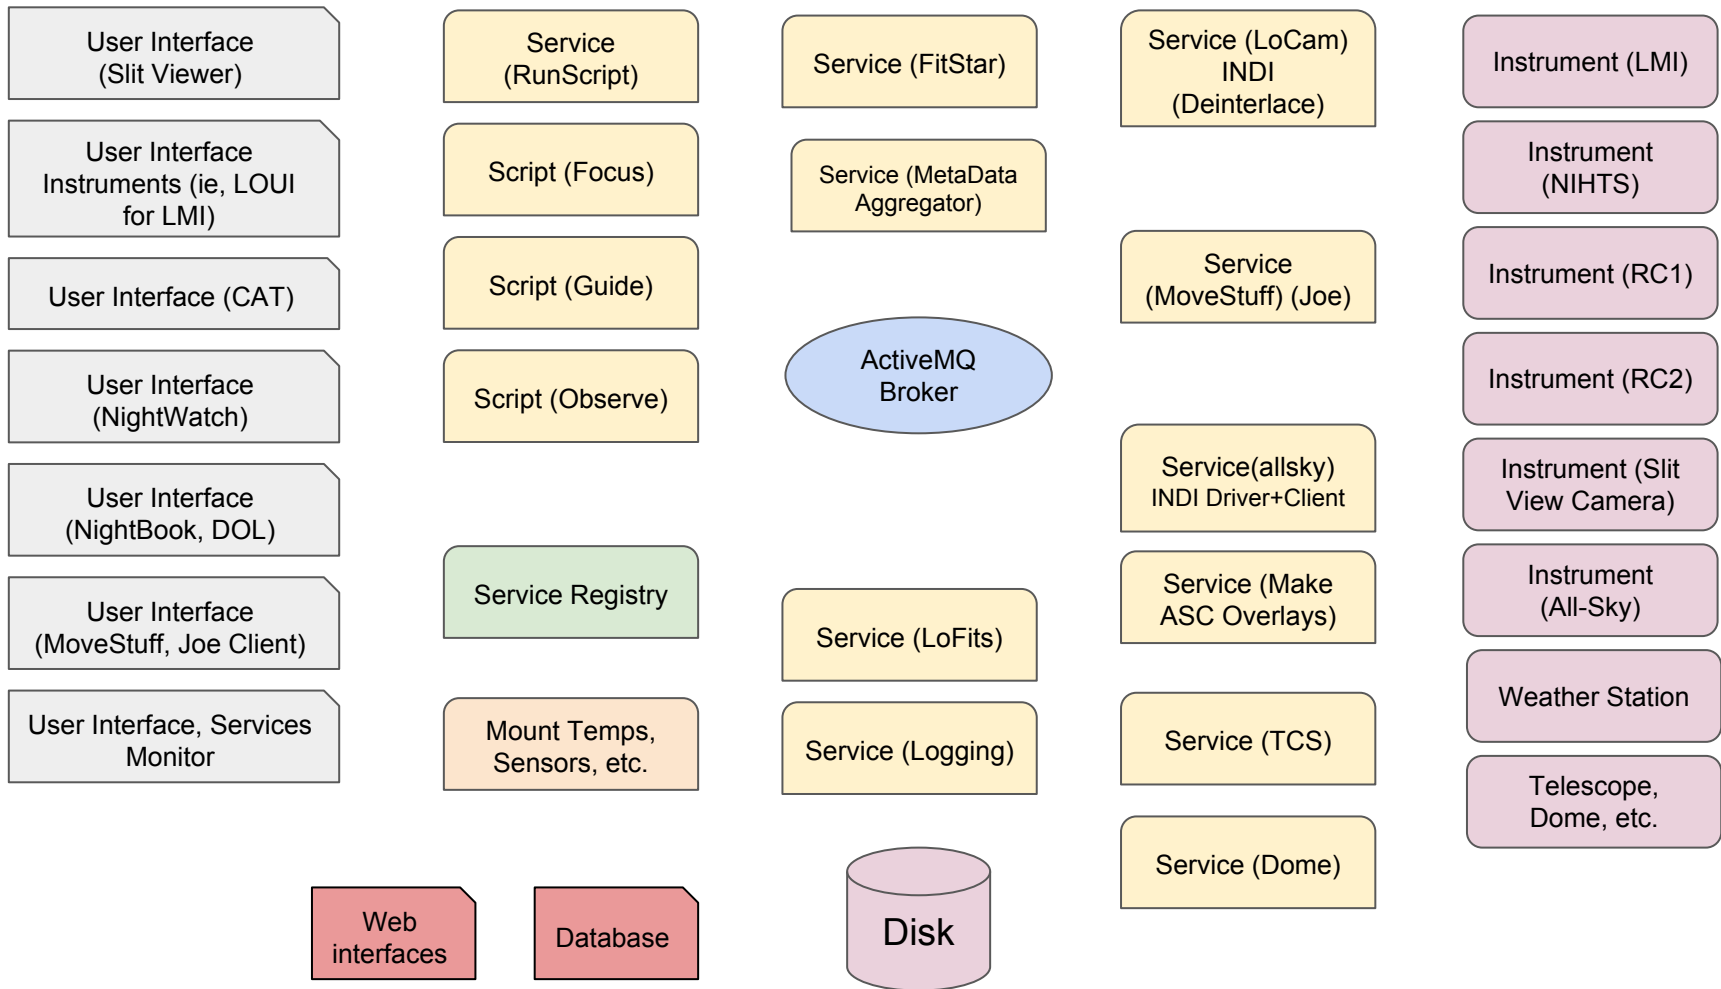 User Interface
(Slit Viewer)
User Interface
Instruments (ie, LOUI
for LMI)
User Interface (CAT)
User Interface
(NightWatch)
User Interface
(NightBook, DOL)
User Interface
(MoveStuff, Joe Client)
User Interface, Services
Monitor
Service
(RunScript)
Script (Focus)
Script (Guide)
Script (Observe)
Service Registry
Mount Temps,
Sensors, etc.
Web
interfaces
Database
Service (FitStar)
Service (MetaData
Aggregator)
ActiveMQ
Broker
Service (LoFits)
Service (Logging)
Disk
Service (LoCam)
INDI
(Deinterlace)
Service
(MoveStuff) (Joe)
Service(allsky)
INDI Driver+Client
Service (Make
ASC Overlays)
Service (TCS)
Service (Dome)
Instrument (LMI)
Instrument
(NIHTS)
Instrument (RC1)
Instrument (RC2)
Instrument (Slit
View Camera)
Instrument
(All-Sky)
Weather Station
Telescope,
Dome, etc.